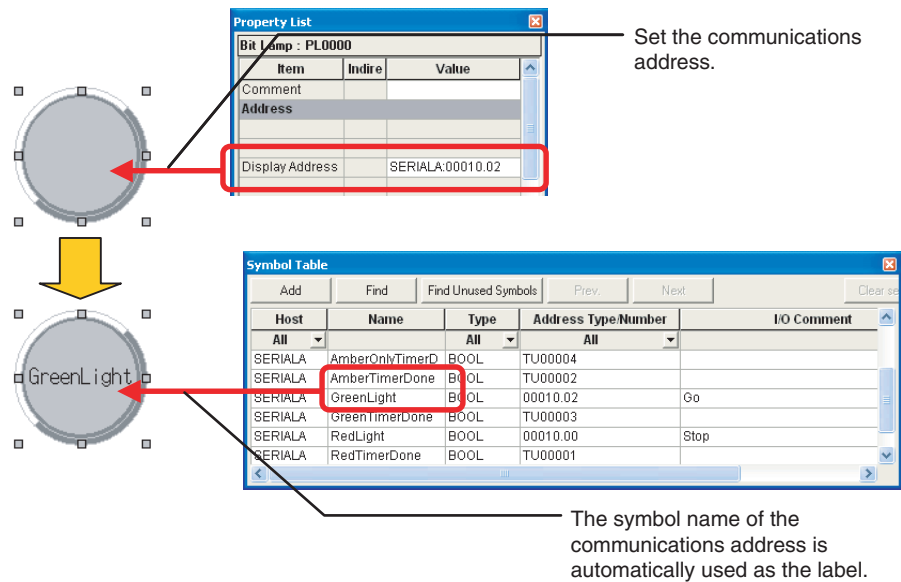 Property List
Bit Lamp : PL0000
Item Indire Value
Comment
Address
Display Address SERIALA:00010.02
Set the communications
address.
GreenLight
Symbol Table
Add Find Find Unused Symbols Prev. Next Clear se
Host Name Type Address Type/Number I/O Comment
All All All
SERIALA AmberOnlyTimerD BOOL TU00004
SERIALA AmberTimerDone BOOL TU00002
SERIALA GreenLight BOOL 00010.02 Go
SERIALA GreenTimerDone BOOL TU00003
SERIALA RedLight BOOL 00010.00 Stop
SERIALA RedTimerDone BOOL TU00001
The symbol name of the
communications address is
automatically used as the label.